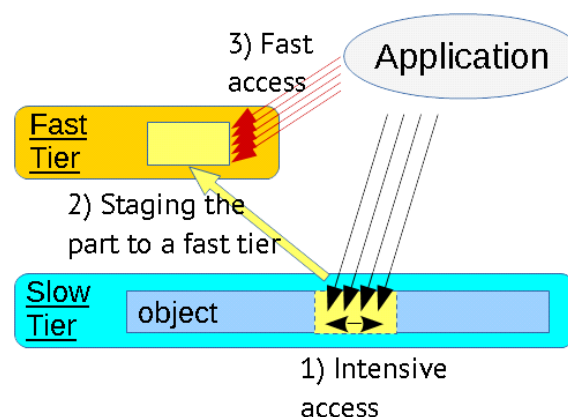 3) Fast
access
Application
Fast
Tier
2) Staging the
part to a fast tier
Slow
Tier
object
1) Intensive
access